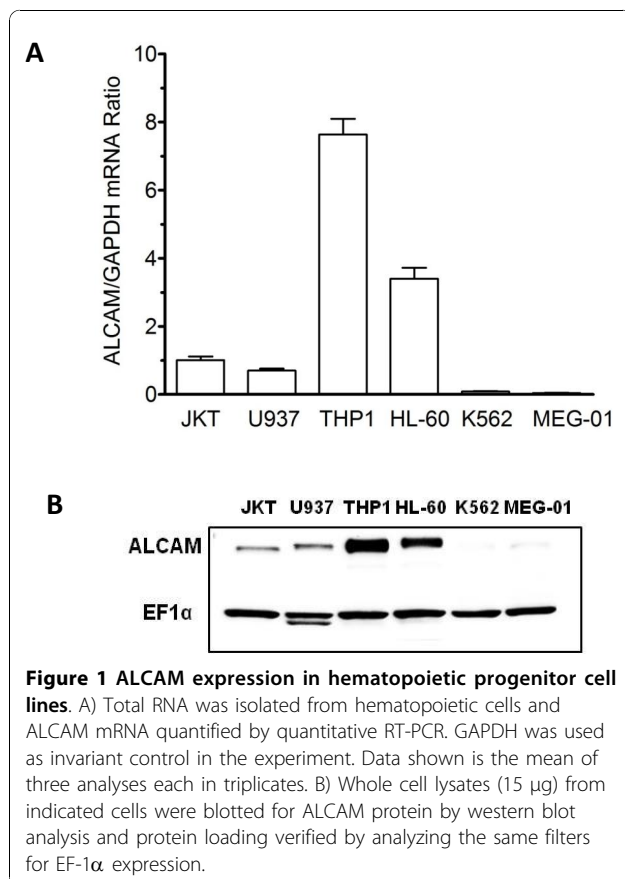 A
ALCAM/GAPDH mRNA Ratio
10
8
6
4
2
0
JKT U937 THP1 HL-60 K562 MEG-01
B
JKT U937 THP1 HL-60 K562 MEG-01
ALCAM
EF1α
Figure 1 ALCAM expression in hematopoietic progenitor cell
lines. A) Total RNA was isolated from hematopoietic cells and
ALCAM mRNA quantified by quantitative RT-PCR. GAPDH was used
as invariant control in the experiment. Data shown is the mean of
three analyses each in triplicates. B) Whole cell lysates (15 μg) from
indicated cells were blotted for ALCAM protein by western blot
analysis and protein loading verified by analyzing the same filters
for EF-1α expression.